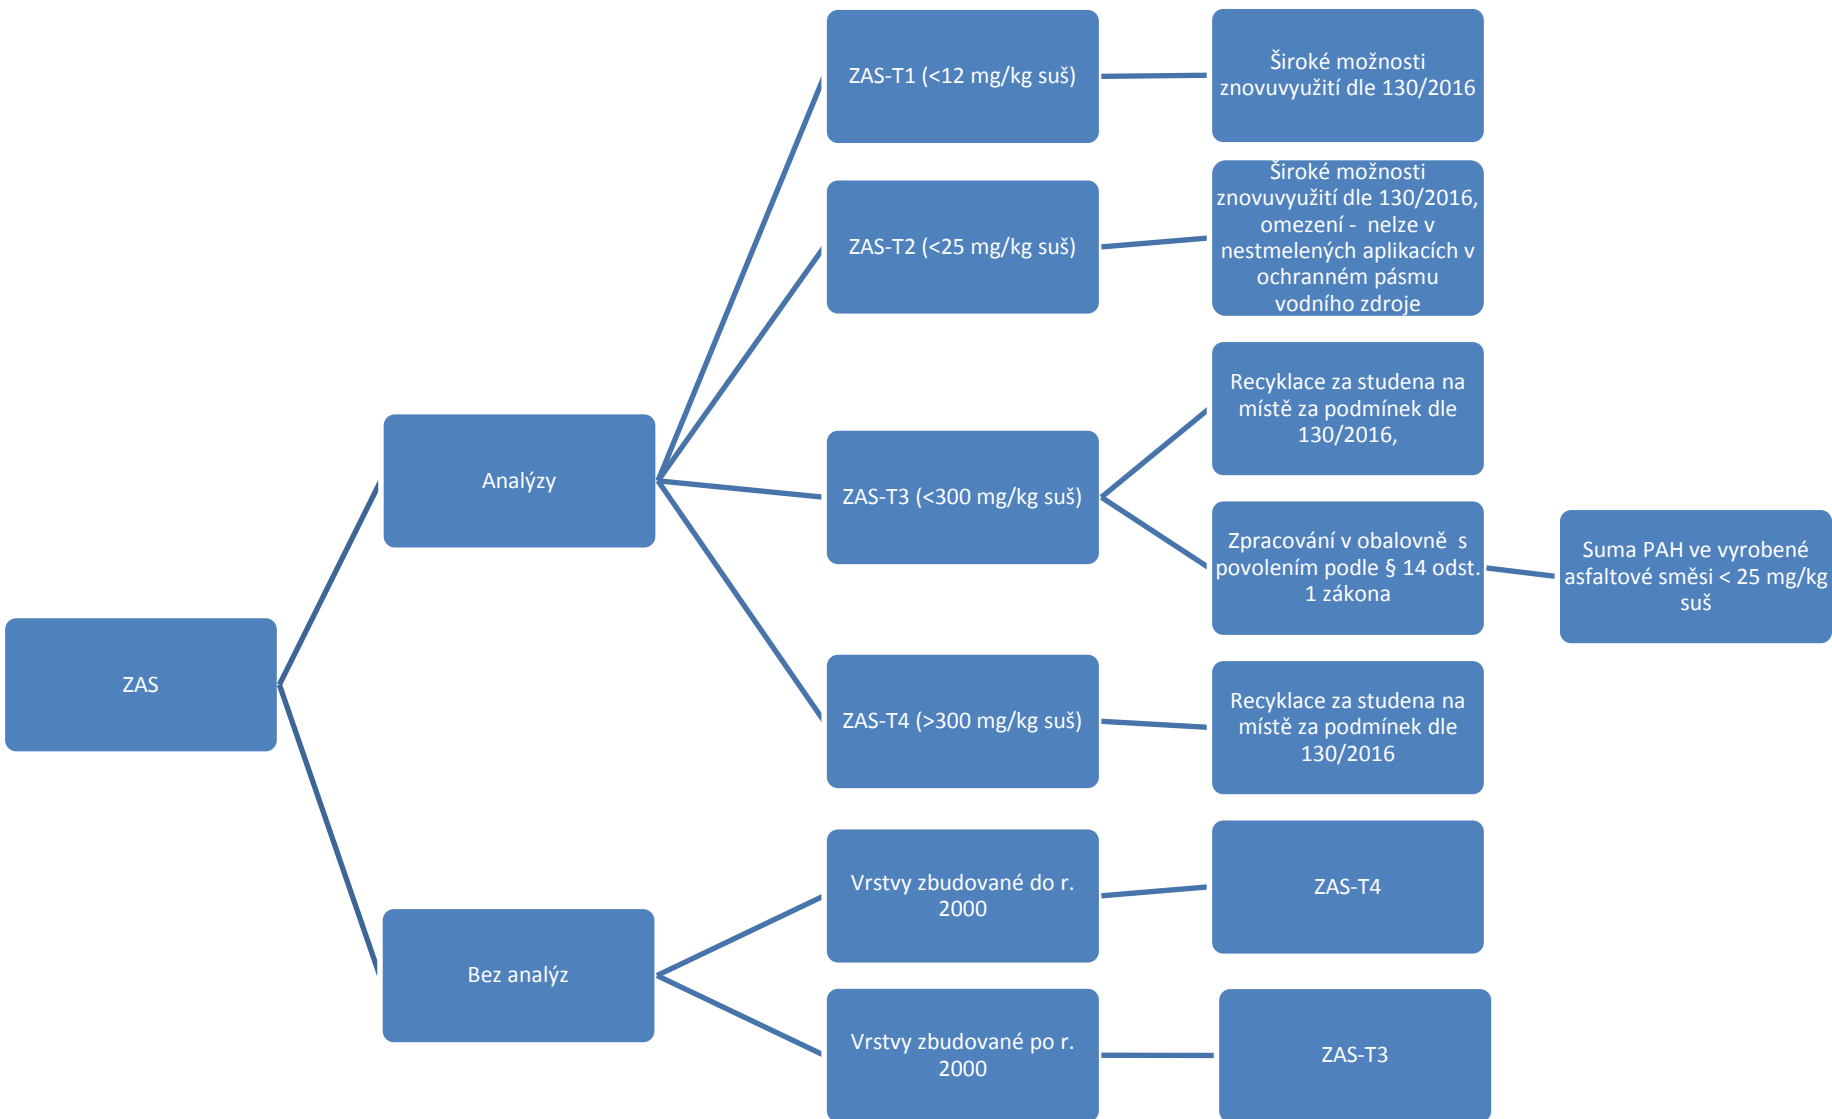 ZAS
Analýzy
ZAS-T1 (<12 mg/kg suš)
Široké možnosti
znovuvyužití dle 130/2016
ZAS-T2 (<25 mg/kg suš)
Široké možnosti
znovuvyužití dle 130/2016,
omezení - nelze v
nestmelených aplikacích v
ochranném pásmu
vodního zdroje
ZAS-T3 (<300 mg/kg suš)
Recyklace za studena na
místě za podmínek dle
130/2016,
Zpracování v obalovně s
povolením podle § 14 odst.
1 zákona
Suma PAH ve vyrobené
asfaltové směsi < 25 mg/kg
suš
ZAS-T4 (>300 mg/kg suš)
Recyklace za studena na
místě za podmínek dle
130/2016
Bez analýz
Vrstvy zbudované do r.
2000
ZAS-T4
Vrstvy zbudované po r.
2000
ZAS-T3